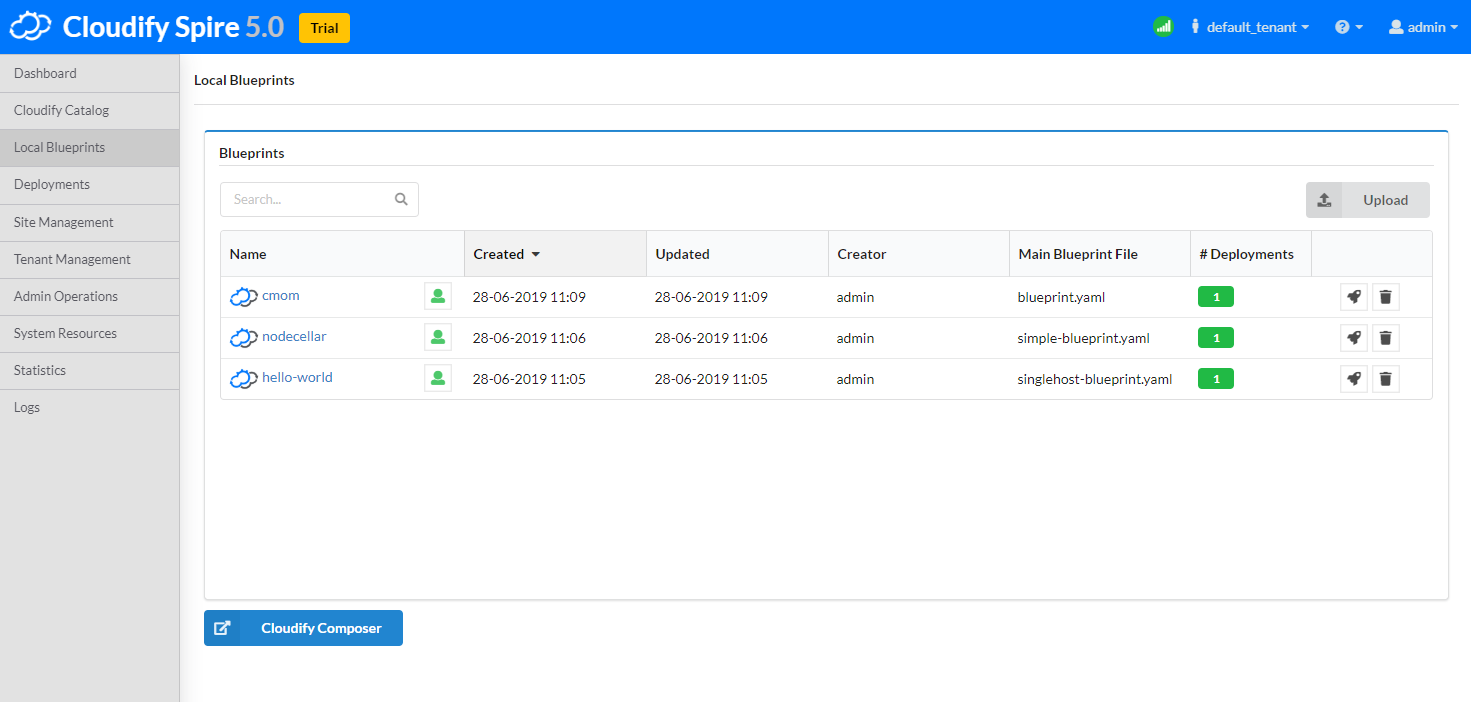 Cloudify Spire 5.0 Trial default_tenant admin
Dashboard
Cloudify Catalog
Local Blueprints
Deployments
Site Management
Tenant Management
Admin Operations
System Resources
Statistics
Logs
Local Blueprints
Blueprints
Search... Upload
Name Created Updated Creator Main Blueprint File # Deployments
cmom 28-06-2019 11:09 28-06-2019 11:09 admin blueprint.yaml 1
nodecellar 28-06-2019 11:06 28-06-2019 11:06 admin simple-blueprint.yaml 1
hello-world 28-06-2019 11:05 28-06-2019 11:05 admin singlehost-blueprint.yaml 1
Cloudify Composer